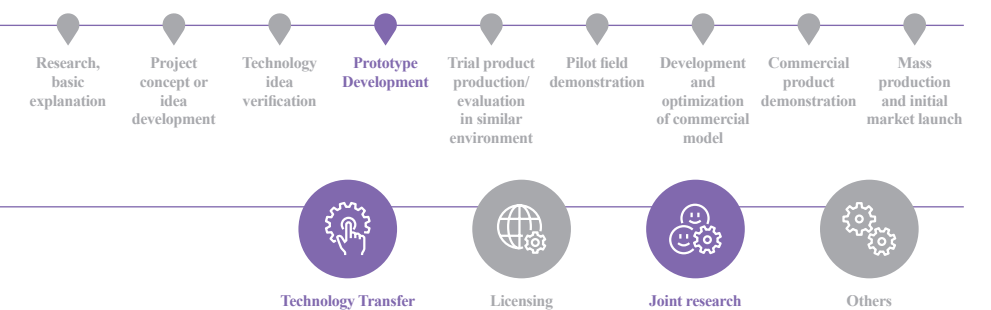 Research,
basic
explanation
Project
concept or
idea
development
Technology
idea
verification
Prototype
Development
Trial product
production/
evaluation
in similar
environment
Pilot field
demonstration
Development
and
optimization
of commercial
model
Commercial
product
demonstration
Mass
production
and initial
market launch
Technology Transfer
Licensing
Joint research
Others